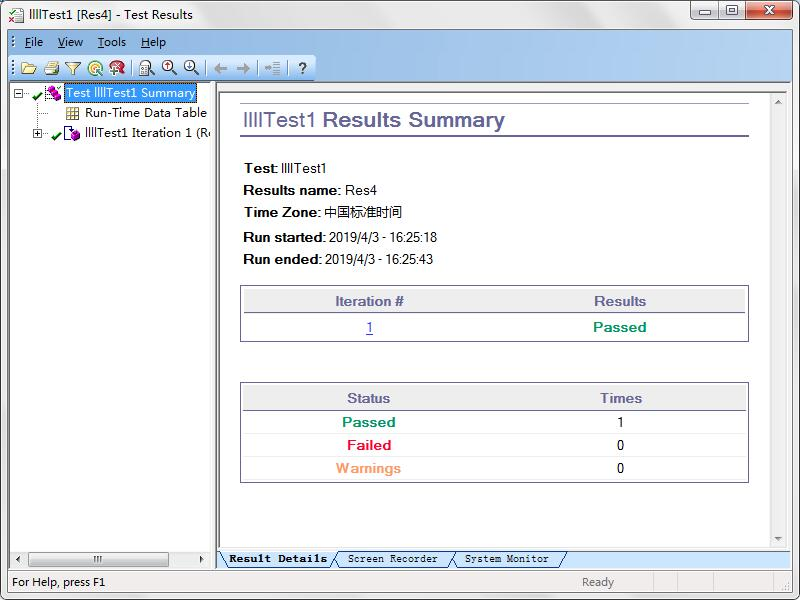 llllTest1 [Res4] - Test Results
File View Tools Help
Test llllTest1 Summary
Run-Time Data Table
llllTest1 Iteration 1 (R
llllTest1 Results Summary
Test: llllTest1
Results name: Res4
Time Zone: 中国标准时间
Run started: 2019/4/3 - 16:25:18
Run ended: 2019/4/3 - 16:25:43
Iteration # Results
1 Passed
Status Times
Passed 1
Failed 0
Warnings 0
Result Details Screen Recorder System Monitor
For Help, press F1 Ready